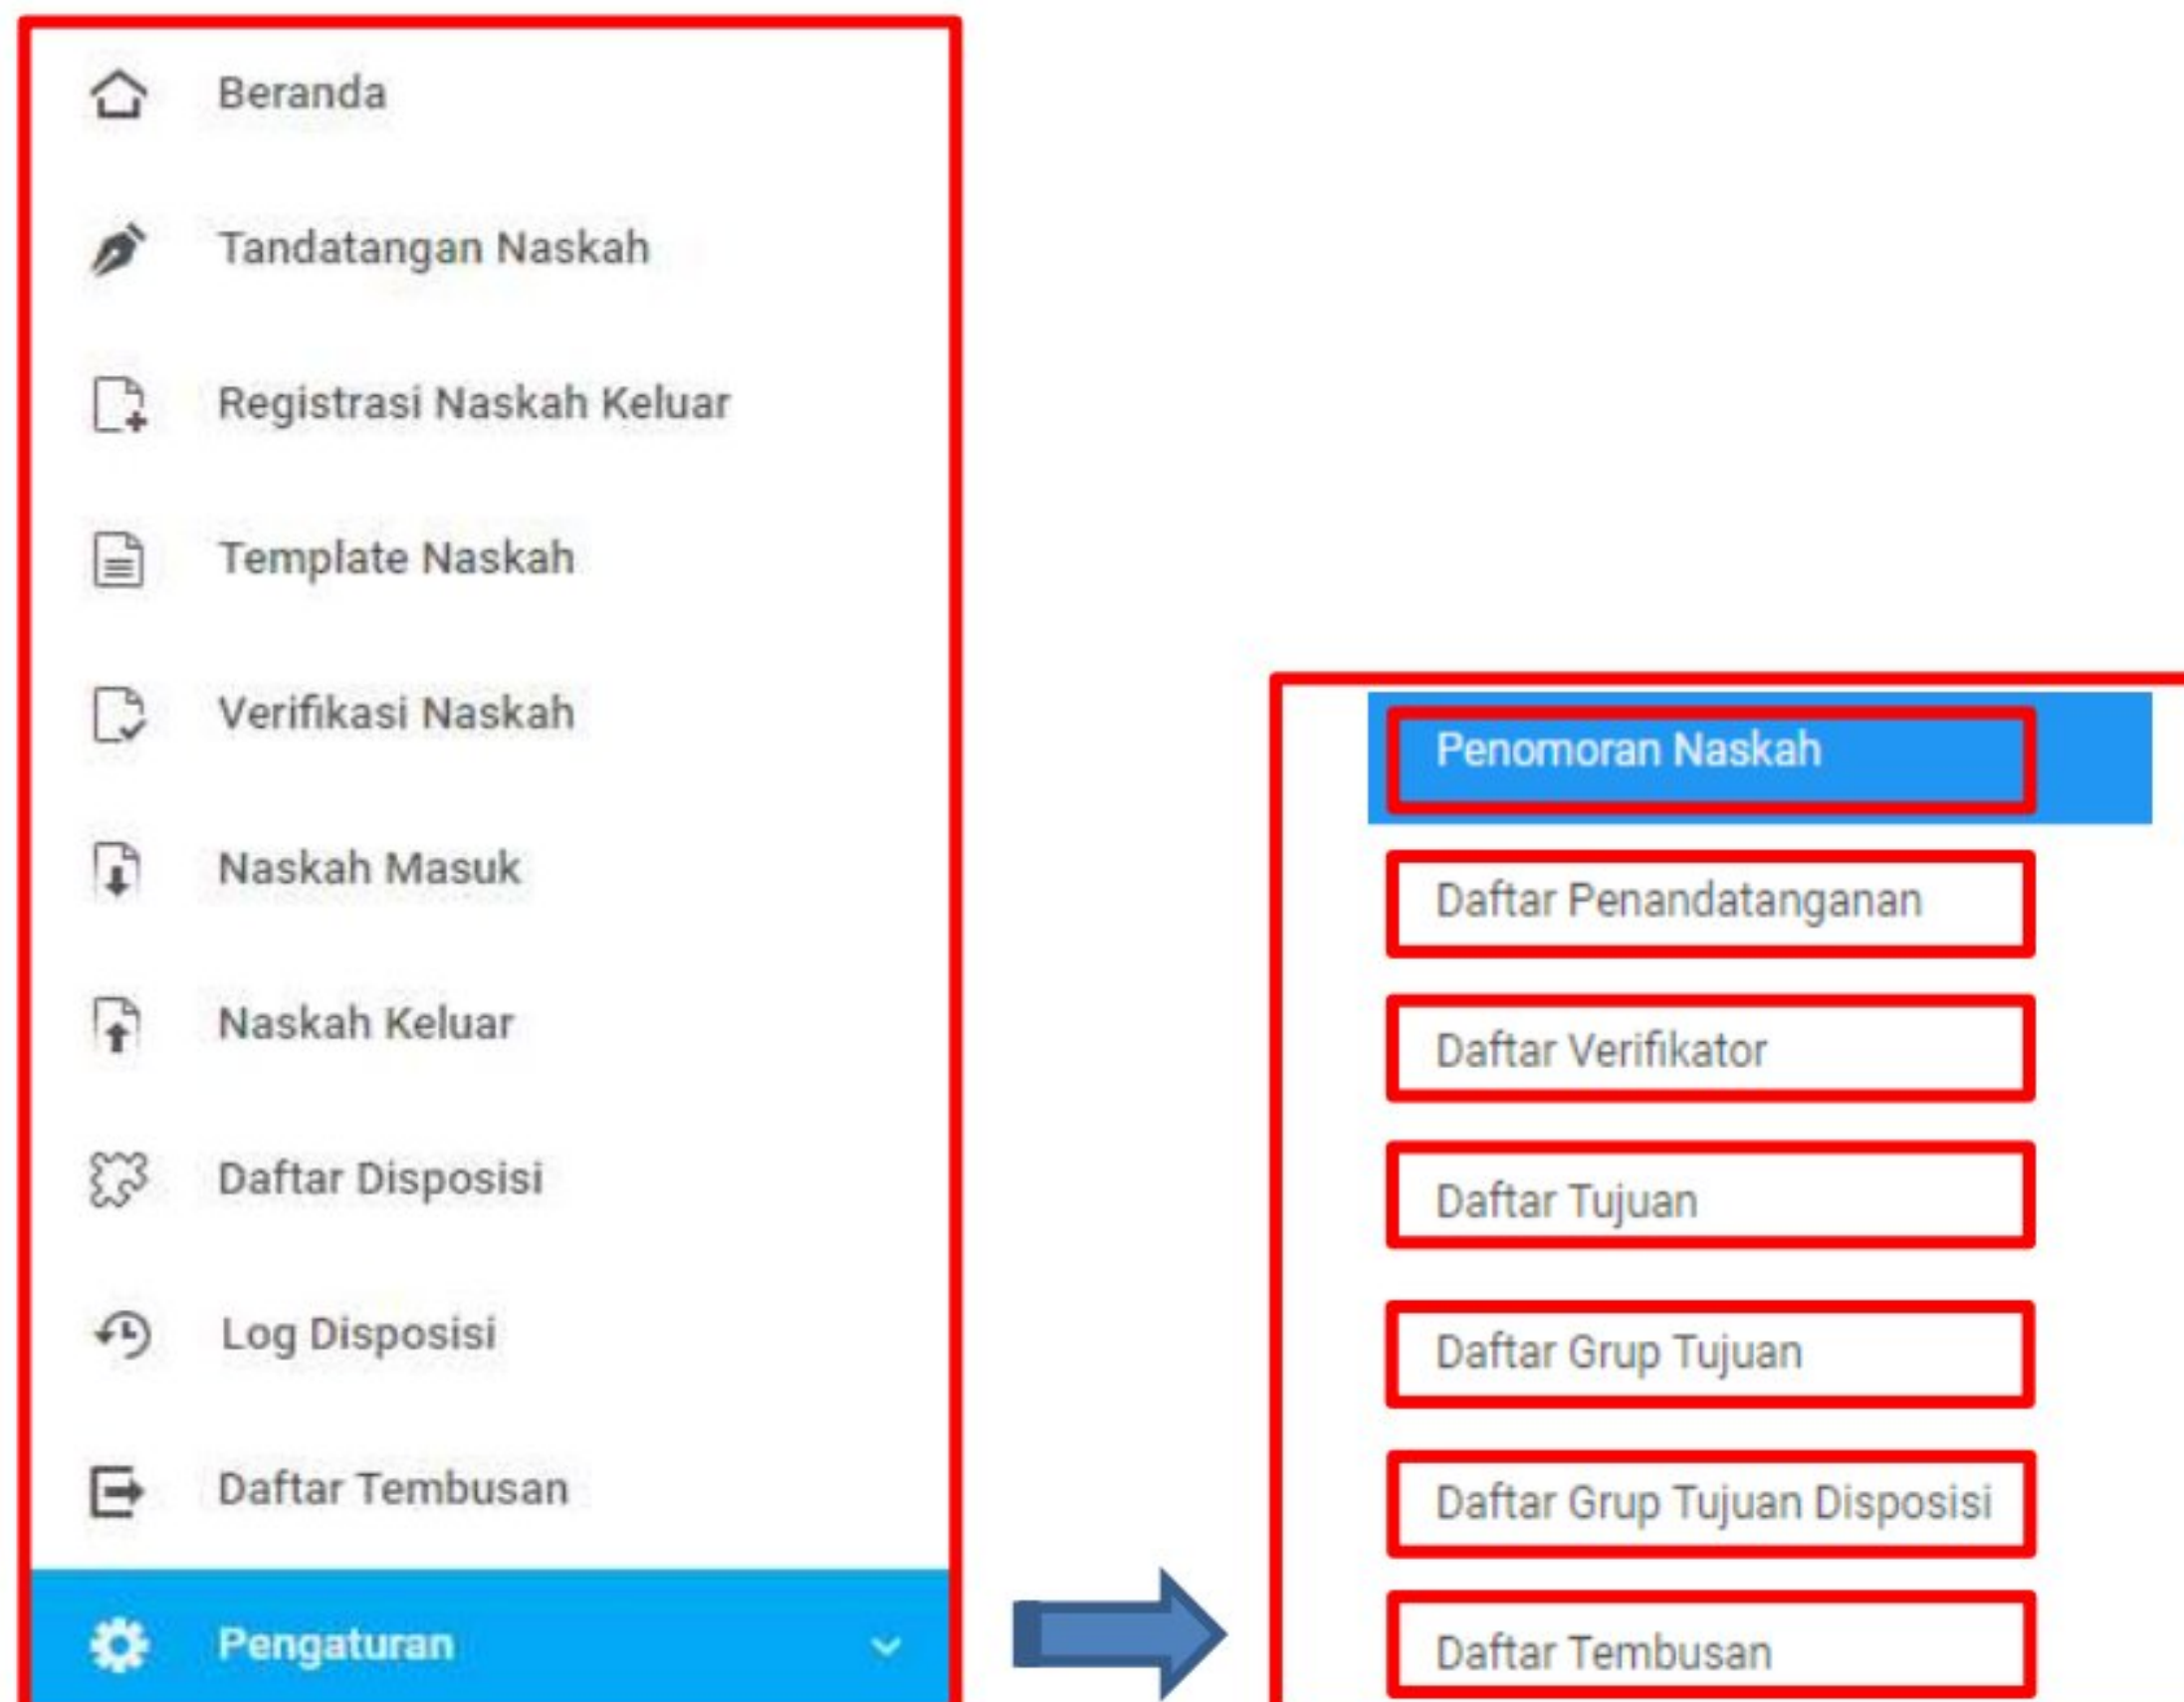 Beranda
Tandatangan Naskah
Registrasi Naskah Keluar
Template Naskah
Verifikasi Naskah
Naskah Masuk
Naskah Keluar
Daftar Disposisi
Log Disposisi
Daftar Tembusan
Pengaturan
Penomoran Naskah
Daftar Penandatanganan
Daftar Verifikator
Daftar Tujuan
Daftar Grup Tujuan
Daftar Grup Tujuan Disposisi
Daftar Tembusan